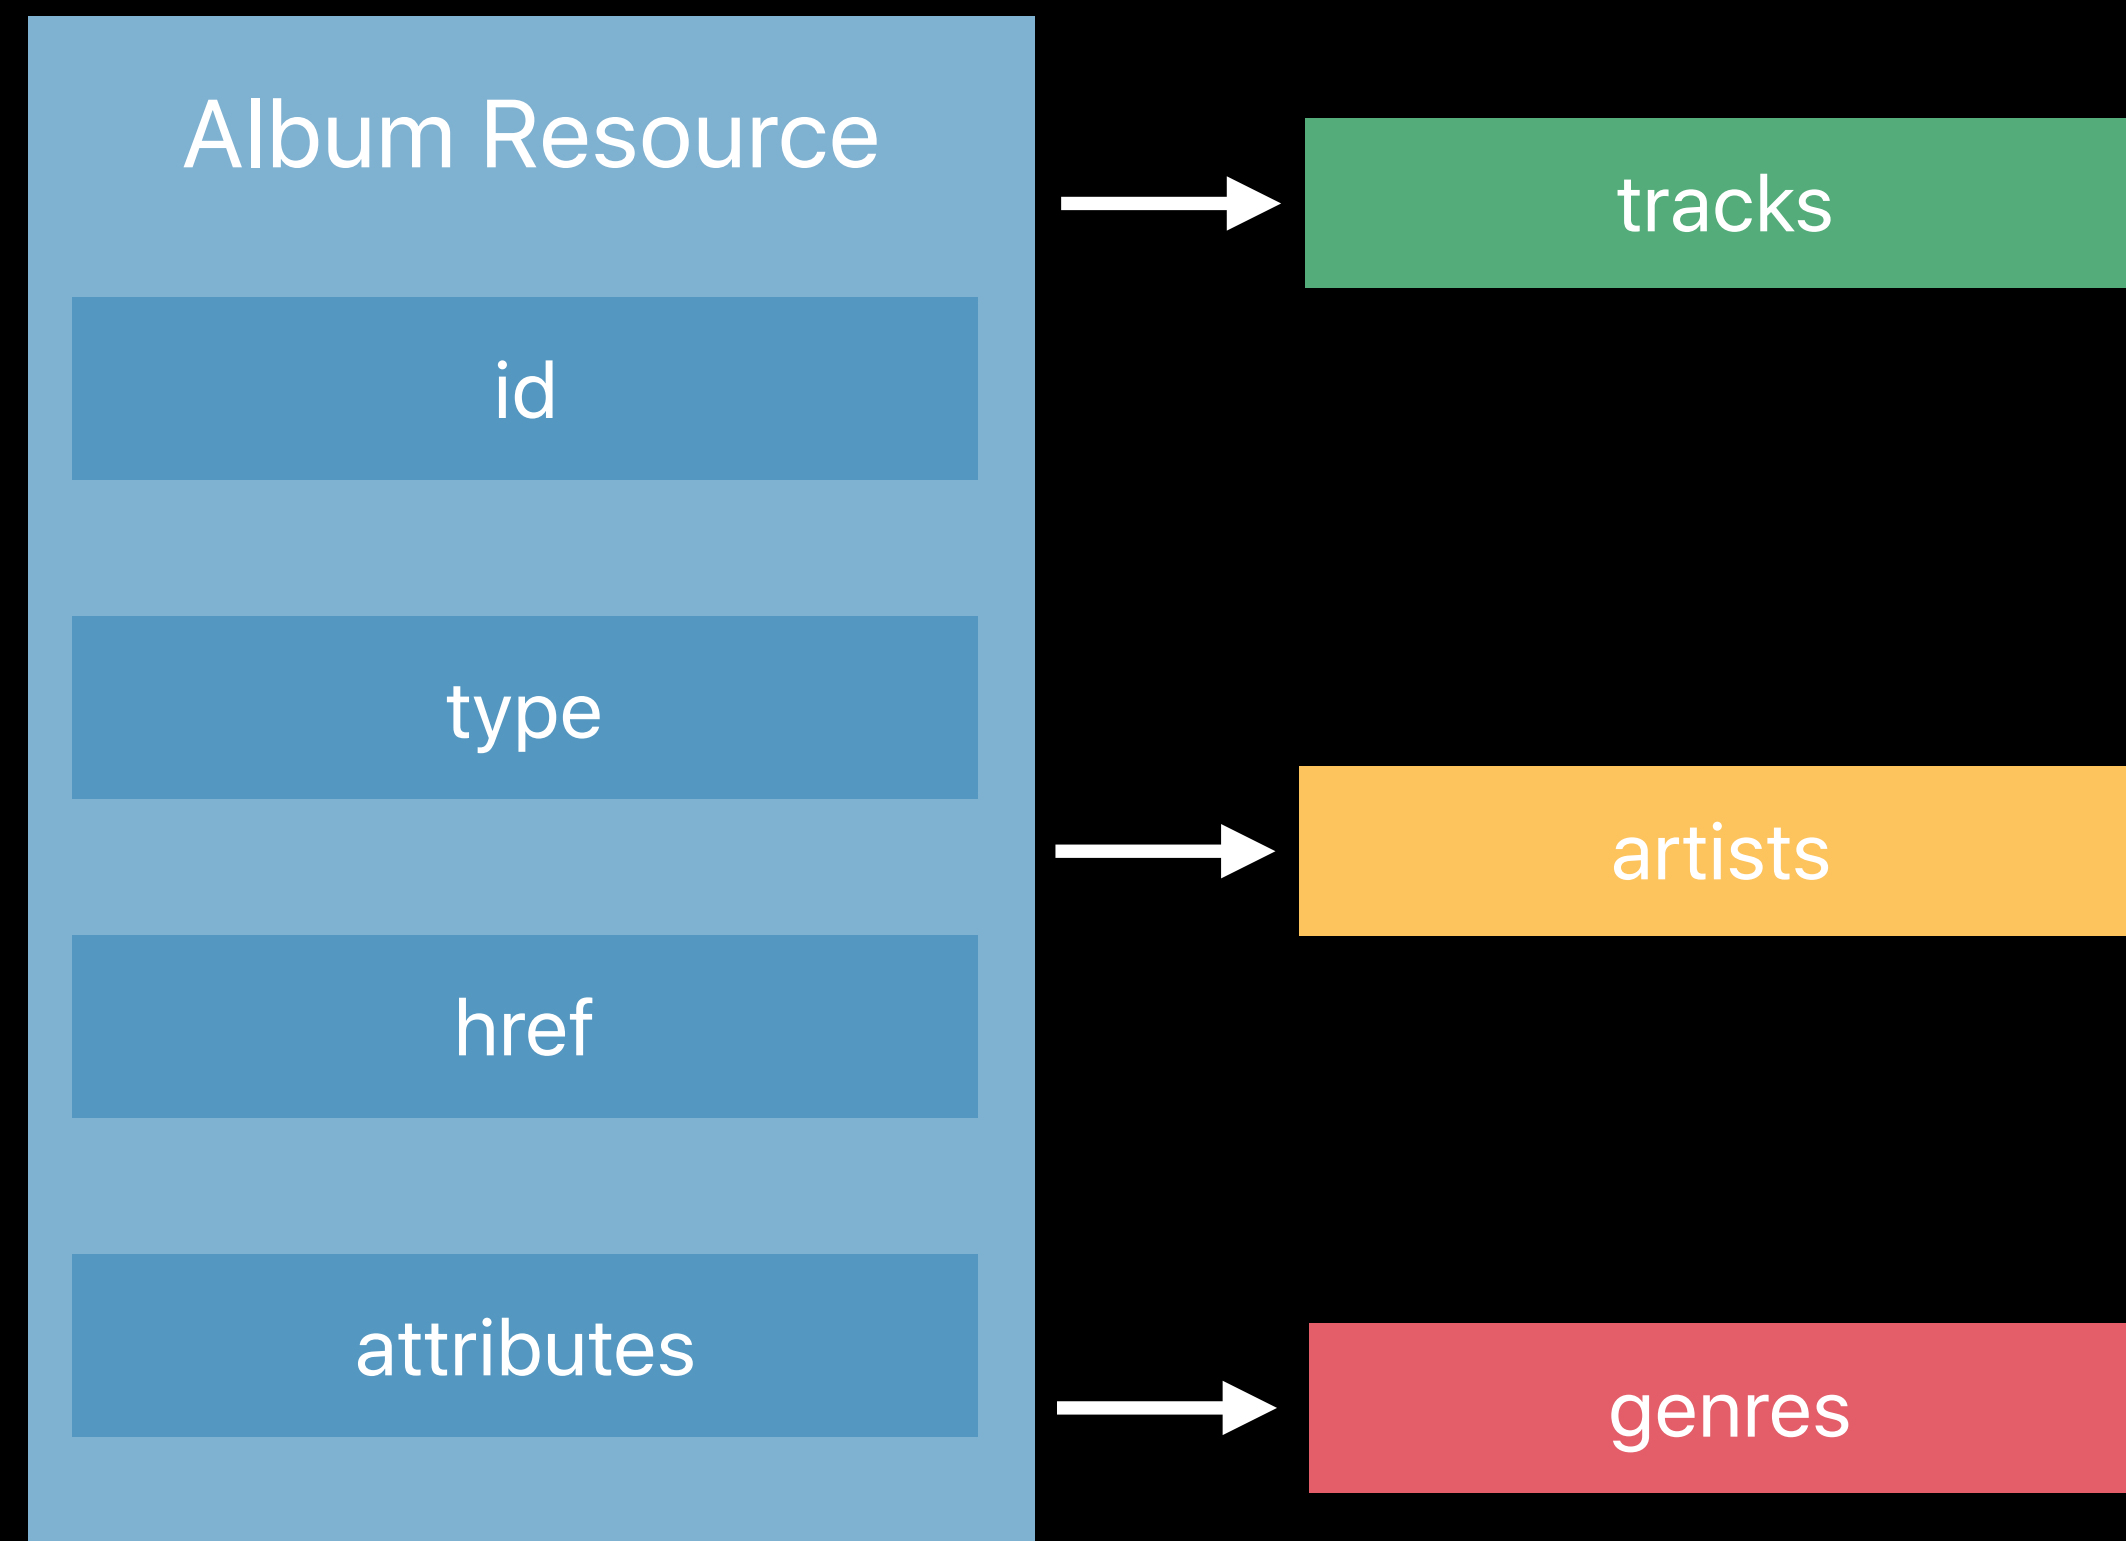 Album Resource
id
type
href
attributes
tracks
artists
genres